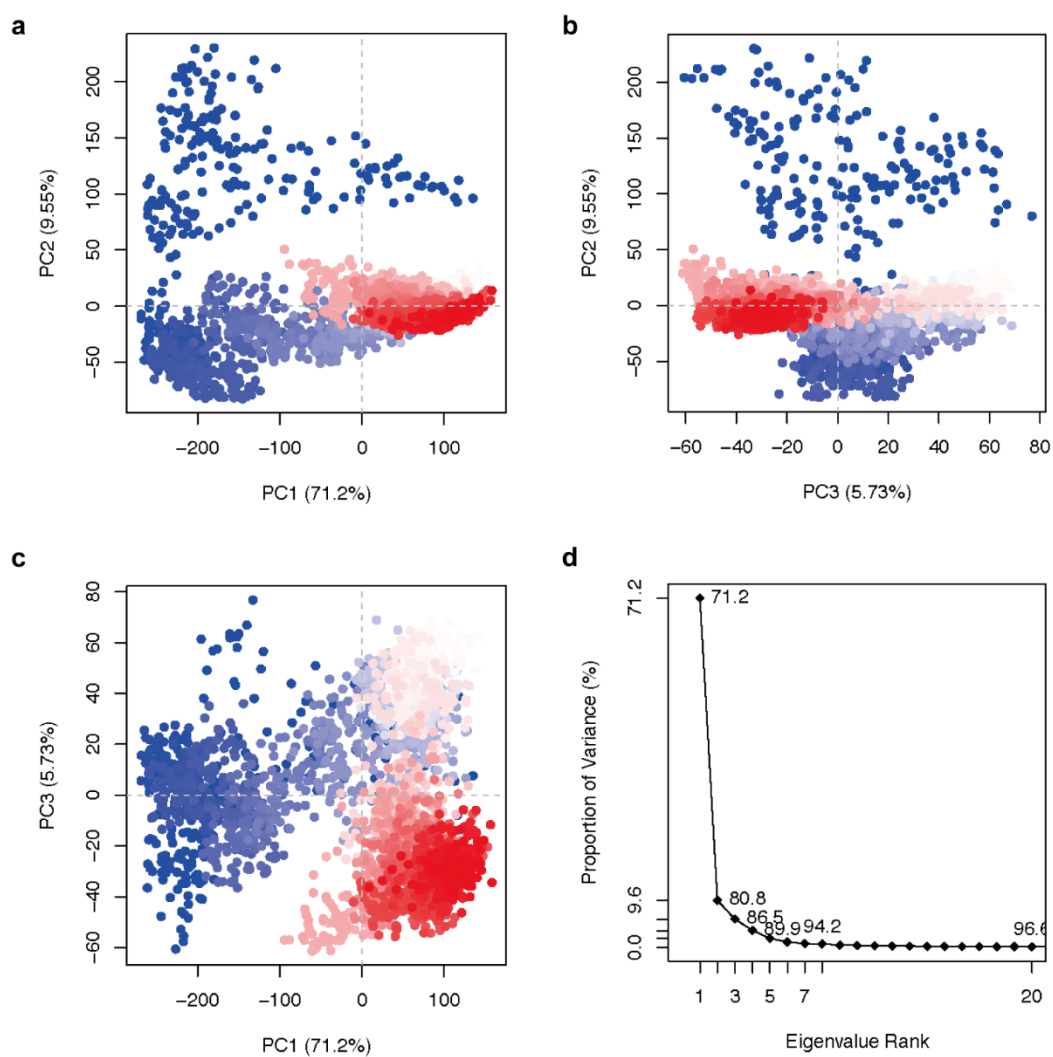 a
200
150
100
50
0
−50
PC2 (9.55%)
−200 −100 0 100
PC1 (71.2%)
b
200
150
100
50
0
−50
PC2 (9.55%)
−60 −40 −20 0 20 40 60 80
PC3 (5.73%)
c
80
60
40
20
0
−20
−40
−60
PC3 (5.73%)
−200 −100 0 100
PC1 (71.2%)
d
71.2
9.6
0.0
Proportion of Variance (%)
71.2
80.8
86.5
89.9
94.2
96.6
1 3 5 7 20
Eigenvalue Rank